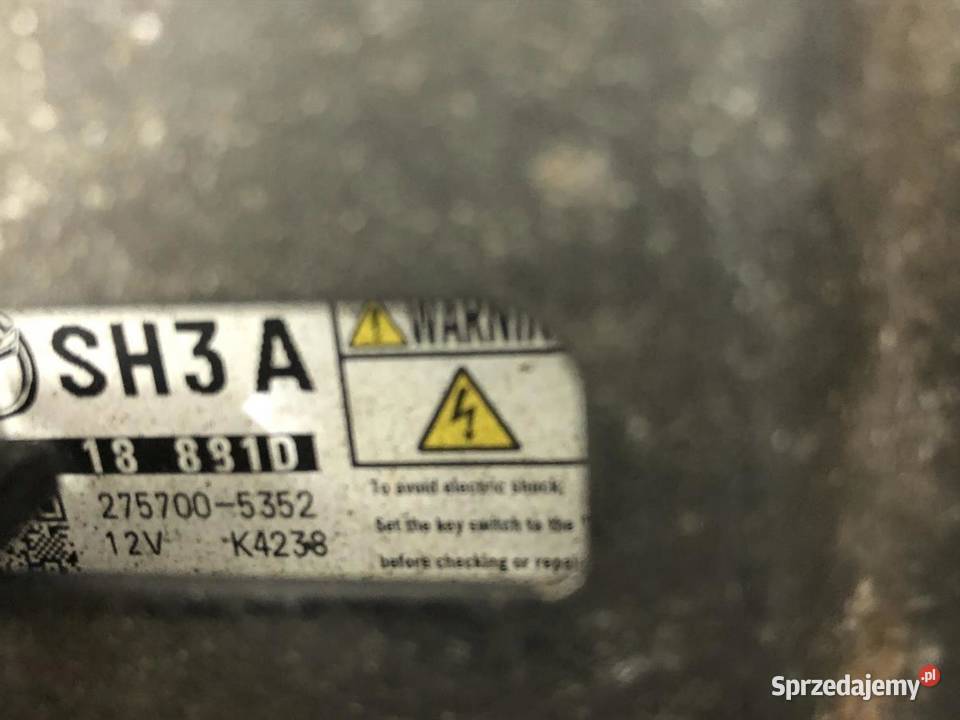 SH3A
WARNIN
18 881D
275700-5352
12V K4238
To avoid electric shock,
Set the key switch to the
before checking or repai
Sprzedajemy.pl